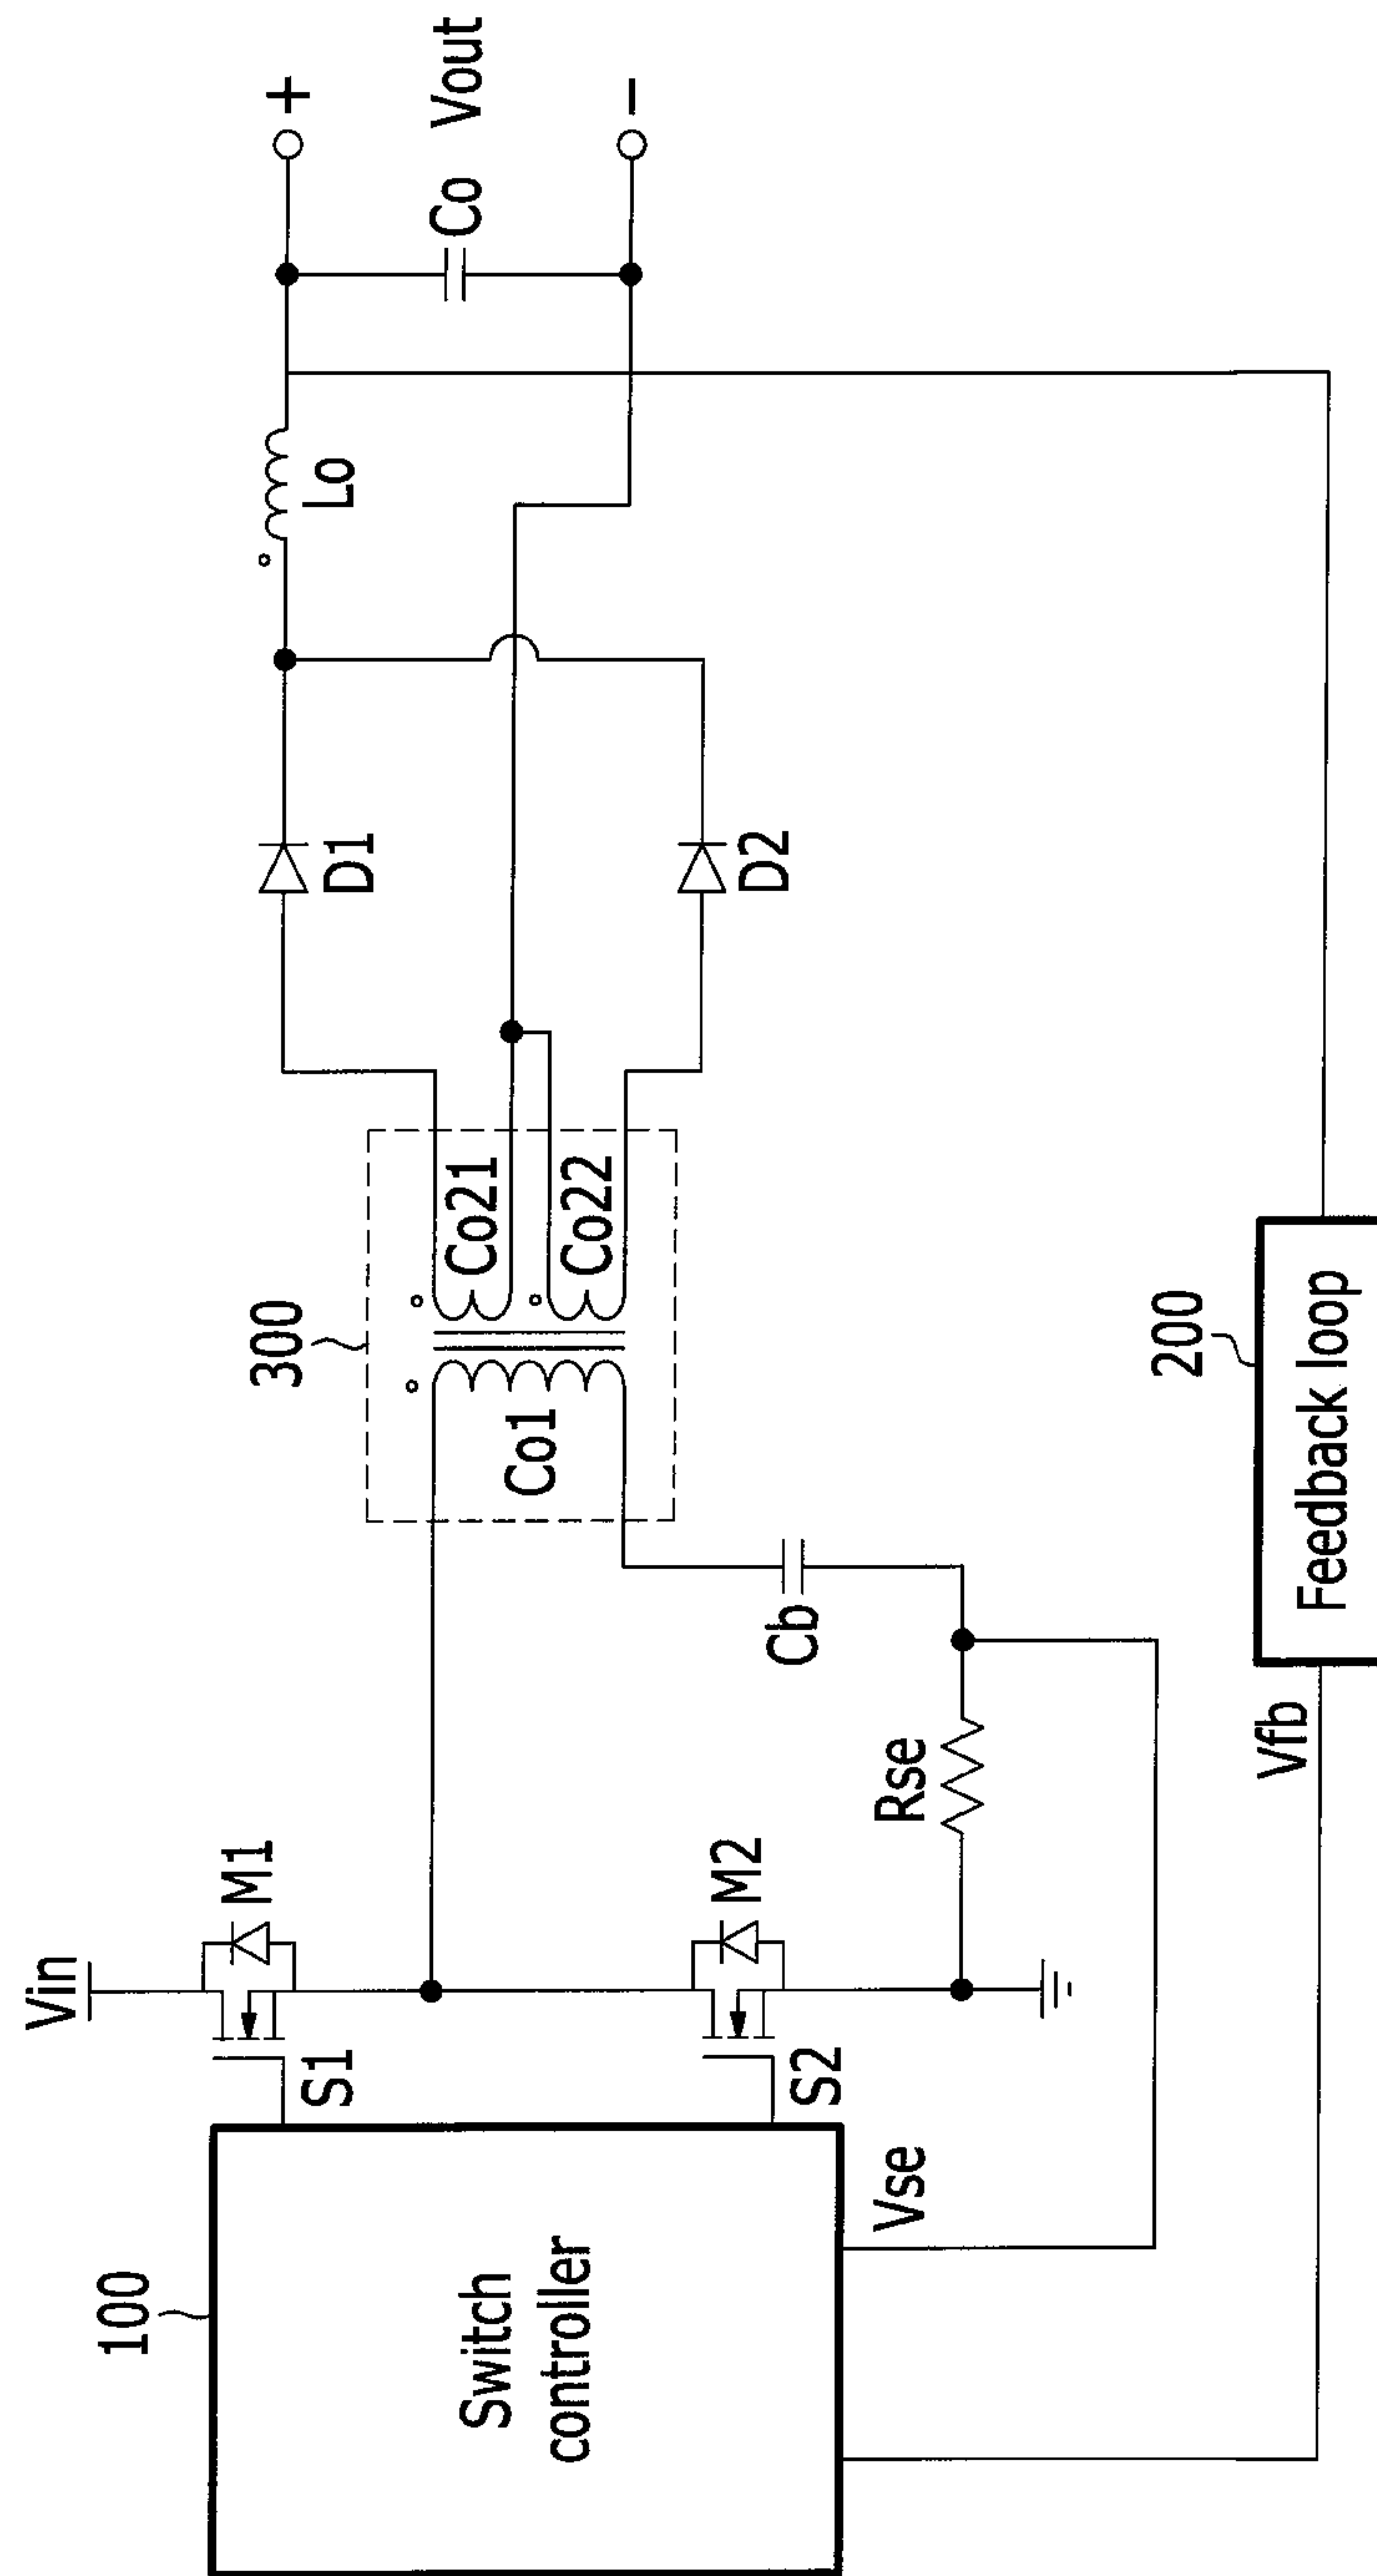 100
Switch
controller
S1
S2
Vse
Vin
M1
M2
Rse
Vfb
Cb
300
Co1
Co21
Co22
200
Feedback loop
D1
D2
Lo
Co
+
Vout
-